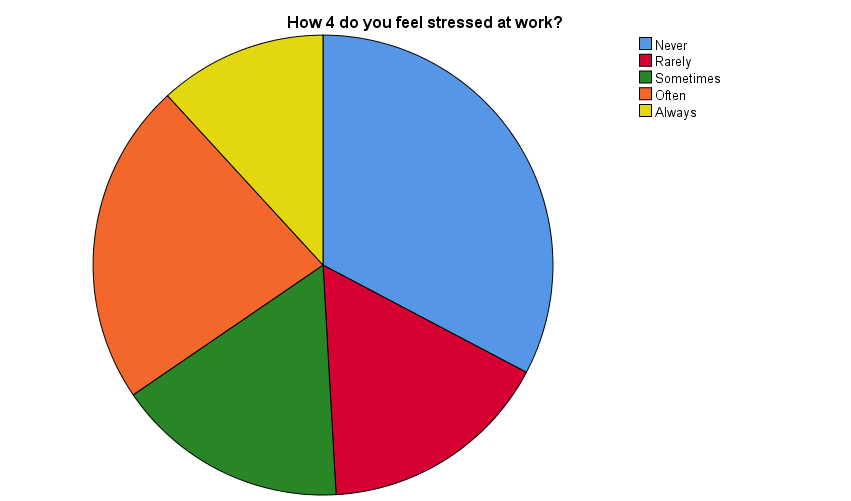 How 4 do you feel stressed at work?
Never
Rarely
Sometimes
Often
Always